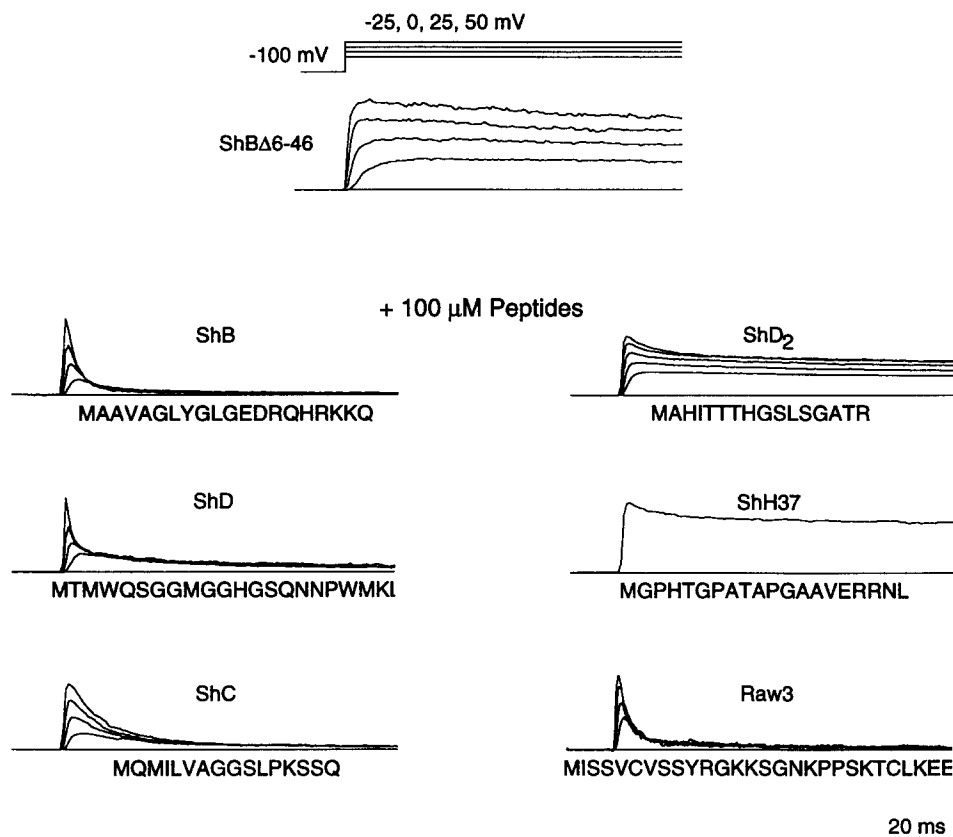 -25, 0, 25, 50 mV
-100 mV
ShBΔ6-46
+ 100 μM Peptides
ShB
MAAVAGLYGLGEDRQHRKKQ
ShD2
MAHITTTHGSLSGATR
ShD
MTMWQSGGMGGHGSQNNPWMKL
ShH37
MGPHTGPATAPGAAVERRNL
ShC
MQMILVAGGSLPKSSQ
Raw3
MISSVCVSSYRGKKSGNKPPSKTCLKEE
20 ms